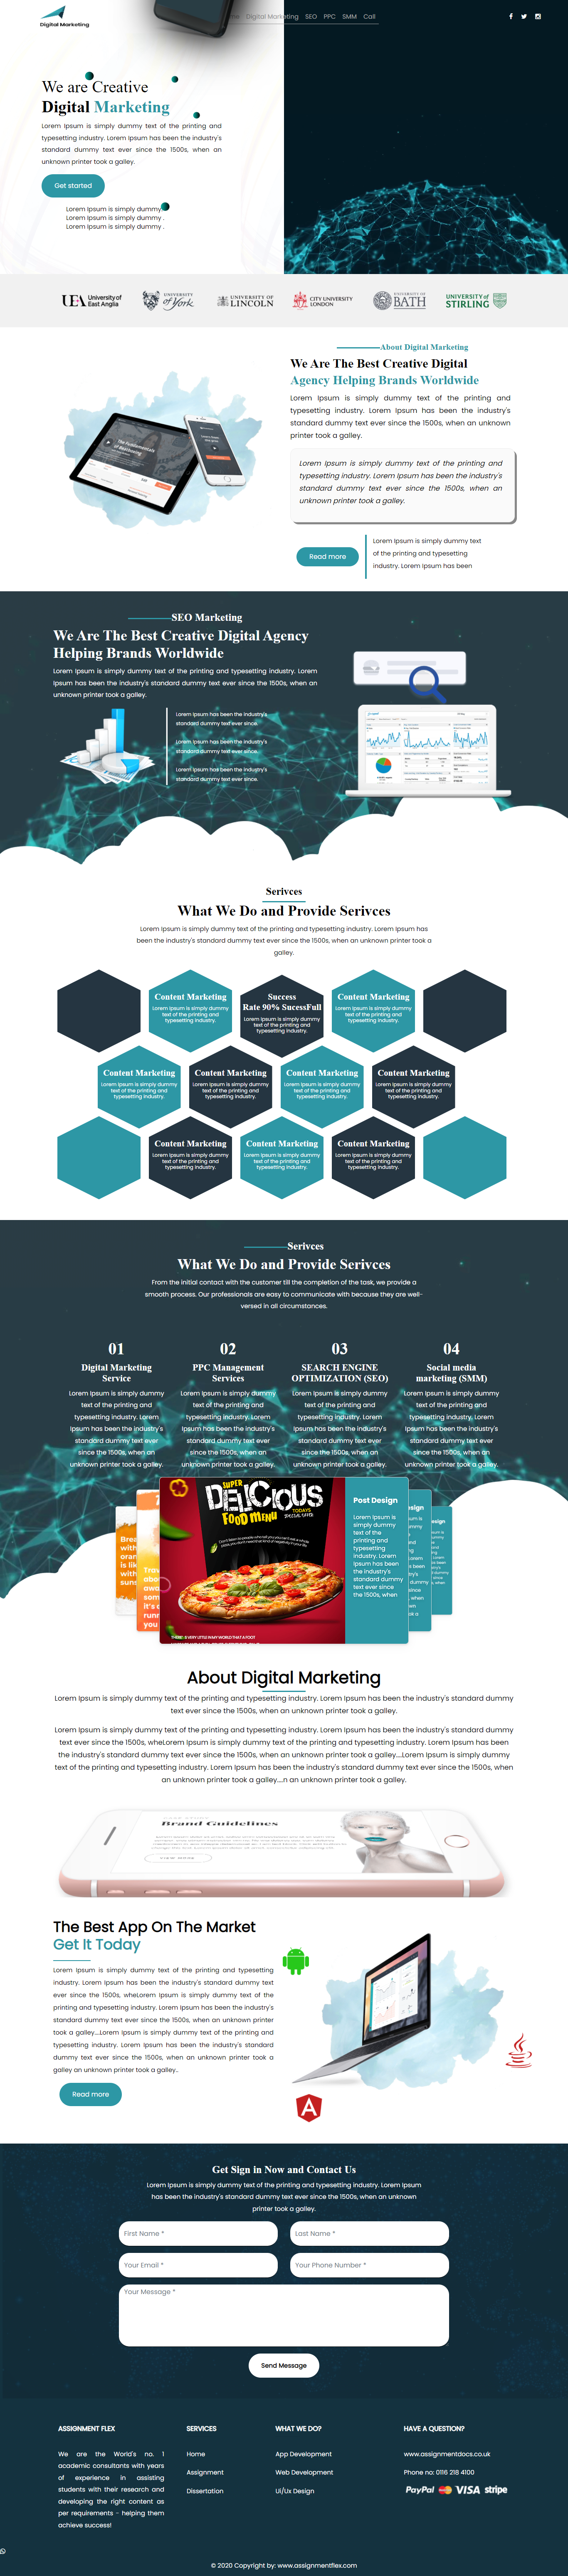 Digital Marketing
Digital Marketing SEO PPC SMM Call
We are Creative
Digital Marketing
Lorem Ipsum is simply dummy text of the printing and
typesetting industry. Lorem Ipsum has been the industry's
standard dummy text ever since the 1500s, when an
unknown printer took a galley.
Get started
Lorem Ipsum is simply dummy
Lorem Ipsum is simply dummy .
Lorem Ipsum is simply dummy .
UEA University of East Anglia
UNIVERSITY of York
UNIVERSITY OF LINCOLN
CITY UNIVERSITY LONDON
UNIVERSITY OF BATH
UNIVERSITY of STIRLING
About Digital Marketing
We Are The Best Creative Digital
Agency Helping Brands Worldwide
Lorem Ipsum is simply dummy text of the printing and
typesetting industry. Lorem Ipsum has been the industry's
standard dummy text ever since the 1500s, when an
unknown printer took a galley.
The Fundamentals
Lorem Ipsum is simply dummy text of the printing and
typesetting industry. Lorem Ipsum has been the industry's
standard dummy text ever since the 1500s, when an
unknown printer took a galley.
Read more
Lorem Ipsum is simply dummy text
of the printing and typesetting
industry. Lorem Ipsum has been
SEO Marketing
We Are The Best Creative Digital Agency
Helping Brands Worldwide
Lorem Ipsum is simply dummy text of the printing and typesetting industry. Lorem
Ipsum has been the industry's standard dummy text ever since the 1500s, when an
unknown printer took a galley.
Lorem Ipsum has been the industry's
standard dummy text ever since.
Lorem Ipsum has been the industry's
standard dummy text ever since.
Lorem Ipsum has been the industry's
standard dummy text ever since.
Serivces
What We Do and Provide Serivces
Lorem Ipsum is simply dummy text of the printing and typesetting industry. Lorem Ipsum has
been the industry's standard dummy text ever since the 1500s, when an unknown printer took a
galley.
Content Marketing
Lorem Ipsum is simply dummy
text of the printing and
typesetting industry.
Success
Rate 90% SucessFull
Lorem Ipsum is simply dummy
text of the printing and
typesetting industry.
Content Marketing
Lorem Ipsum is simply dummy
text of the printing and
typesetting industry.
Content Marketing
Lorem Ipsum is simply dummy
text of the printing and
typesetting industry.
Content Marketing
Lorem Ipsum is simply dummy
text of the printing and
typesetting industry.
Content Marketing
Lorem Ipsum is simply dummy
text of the printing and
typesetting industry.
Content Marketing
Lorem Ipsum is simply dummy
text of the printing and
typesetting industry.
Content Marketing
Lorem Ipsum is simply dummy
text of the printing and
typesetting industry.
Content Marketing
Lorem Ipsum is simply dummy
text of the printing and
typesetting industry.
Content Marketing
Lorem Ipsum is simply dummy
text of the printing and
typesetting industry.
Serivces
What We Do and Provide Serivces
From the initial contact with the customer till the completion of the task, we provide a
smooth process. Our professionals are easy to communicate with because they are well-
versed in all circumstances.
01
Digital Marketing
Service
Lorem Ipsum is simply dummy
text of the printing and
typesetting industry. Lorem
Ipsum has been the industry's
standard dummy text ever
since the 1500s, when an
unknown printer took a galley.
02
PPC Management
Services
Lorem Ipsum is simply dummy
text of the printing and
typesetting industry. Lorem
Ipsum has been the industry's
standard dummy text ever
since the 1500s, when an
unknown printer took a galley.
03
SEARCH ENGINE
OPTIMIZATION (SEO)
Lorem Ipsum is simply dummy
text of the printing and
typesetting industry. Lorem
Ipsum has been the industry's
standard dummy text ever
since the 1500s, when an
unknown printer took a galley.
04
Social media
marketing (SMM)
Lorem Ipsum is simply dummy
text of the printing and
typesetting industry. Lorem
Ipsum has been the industry's
standard dummy text ever
since the 1500s, when an
unknown printer took a galley.
SUPER
DELICIOUS
FOOD MENU
TODAYS
SPECIAL OFFER
Post Design
Lorem Ipsum is simply
dummy text of the
printing and
typesetting
industry. Lorem
Ipsum has been
the industry's
standard dummy
text ever since
the 1500s, when
About Digital Marketing
Lorem Ipsum is simply dummy text of the printing and typesetting industry. Lorem Ipsum has been the industry's standard dummy
text ever since the 1500s, when an unknown printer took a galley.
Lorem Ipsum is simply dummy text of the printing and typesetting industry. Lorem Ipsum has been the industry's standard dummy
text ever since the 1500s, wheLorem Ipsum is simply dummy text of the printing and typesetting industry. Lorem Ipsum has been
the industry's standard dummy text ever since the 1500s, when an unknown printer took a galley....Lorem Ipsum is simply dummy
text of the printing and typesetting industry. Lorem Ipsum has been the industry's standard dummy text ever since the 1500s, when
an unknown printer took a galley....n an unknown printer took a galley.
Brand Guidelines
The Best App On The Market
Get It Today
Lorem Ipsum is simply dummy text of the printing and typesetting
industry. Lorem Ipsum has been the industry's standard dummy text
ever since the 1500s, wheLorem Ipsum is simply dummy text of the
printing and typesetting industry. Lorem Ipsum has been the industry's
standard dummy text ever since the 1500s, when an unknown printer
took a galley....Lorem Ipsum is simply dummy text of the printing and
typesetting industry. Lorem Ipsum has been the industry's standard
dummy text ever since the 1500s, when an unknown printer took a
galley an unknown printer took a galley..
Read more
Get Sign in Now and Contact Us
Lorem Ipsum is simply dummy text of the printing and typesetting industry. Lorem Ipsum
has been the industry's standard dummy text ever since the 1500s, when an unknown
printer took a galley.
First Name *
Last Name *
Your Email *
Your Phone Number *
Your Message *
Send Message
ASSIGNMENT FLEX
We are the World's no. 1
academic consultants with years
of experience in assisting
students with their research and
developing the right content as
per requirements - helping them
achieve success!
SERVICES
Home
Assignment
Dissertation
WHAT WE DO?
App Development
Web Development
Ui/Ux Design
HAVE A QUESTION?
www.assignmentdocs.co.uk
Phone no: 0116 218 4100
PayPal VISA stripe
© 2020 Copyright by: www.assignmentflex.com